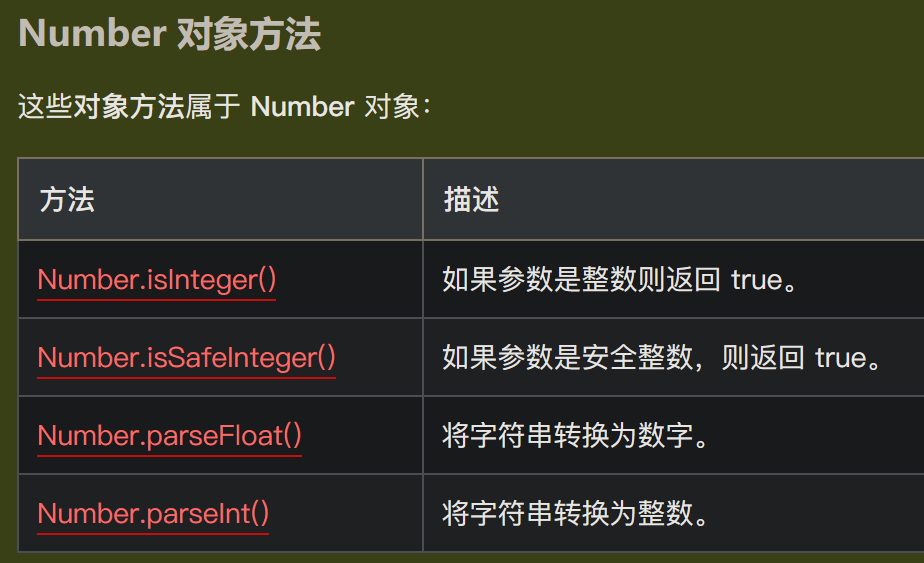 Number 对象方法
这些对象方法属于 Number 对象：
方法 描述
Number.isInteger() 如果参数是整数则返回 true。
Number.isSafeInteger() 如果参数是安全整数，则返回 true。
Number.parseFloat() 将字符串转换为数字。
Number.parseInt() 将字符串转换为整数。